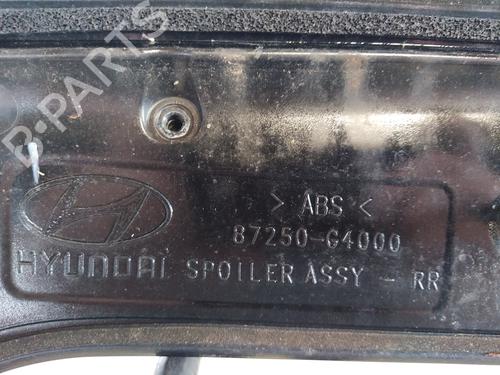 B-PARTS
> ABS <
87250-G4000
HYUNDAI SPOILER ASSY - RR